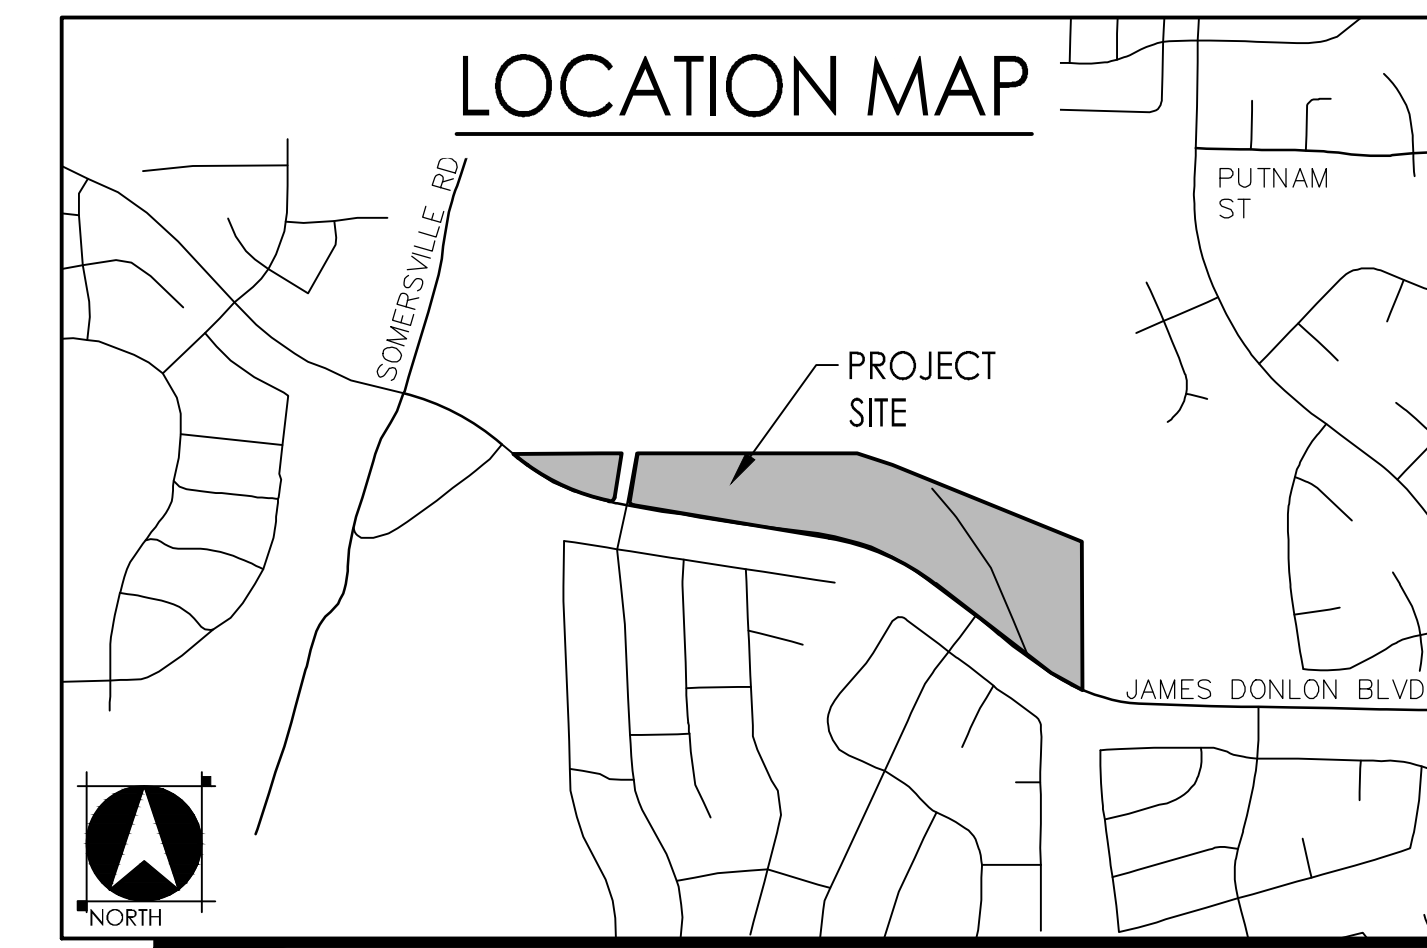 LOCATION MAP
SOMERSVILLE RD
PUTNAM
ST
PROJECT
SITE
JAMES DONLON BLVD
NORTH